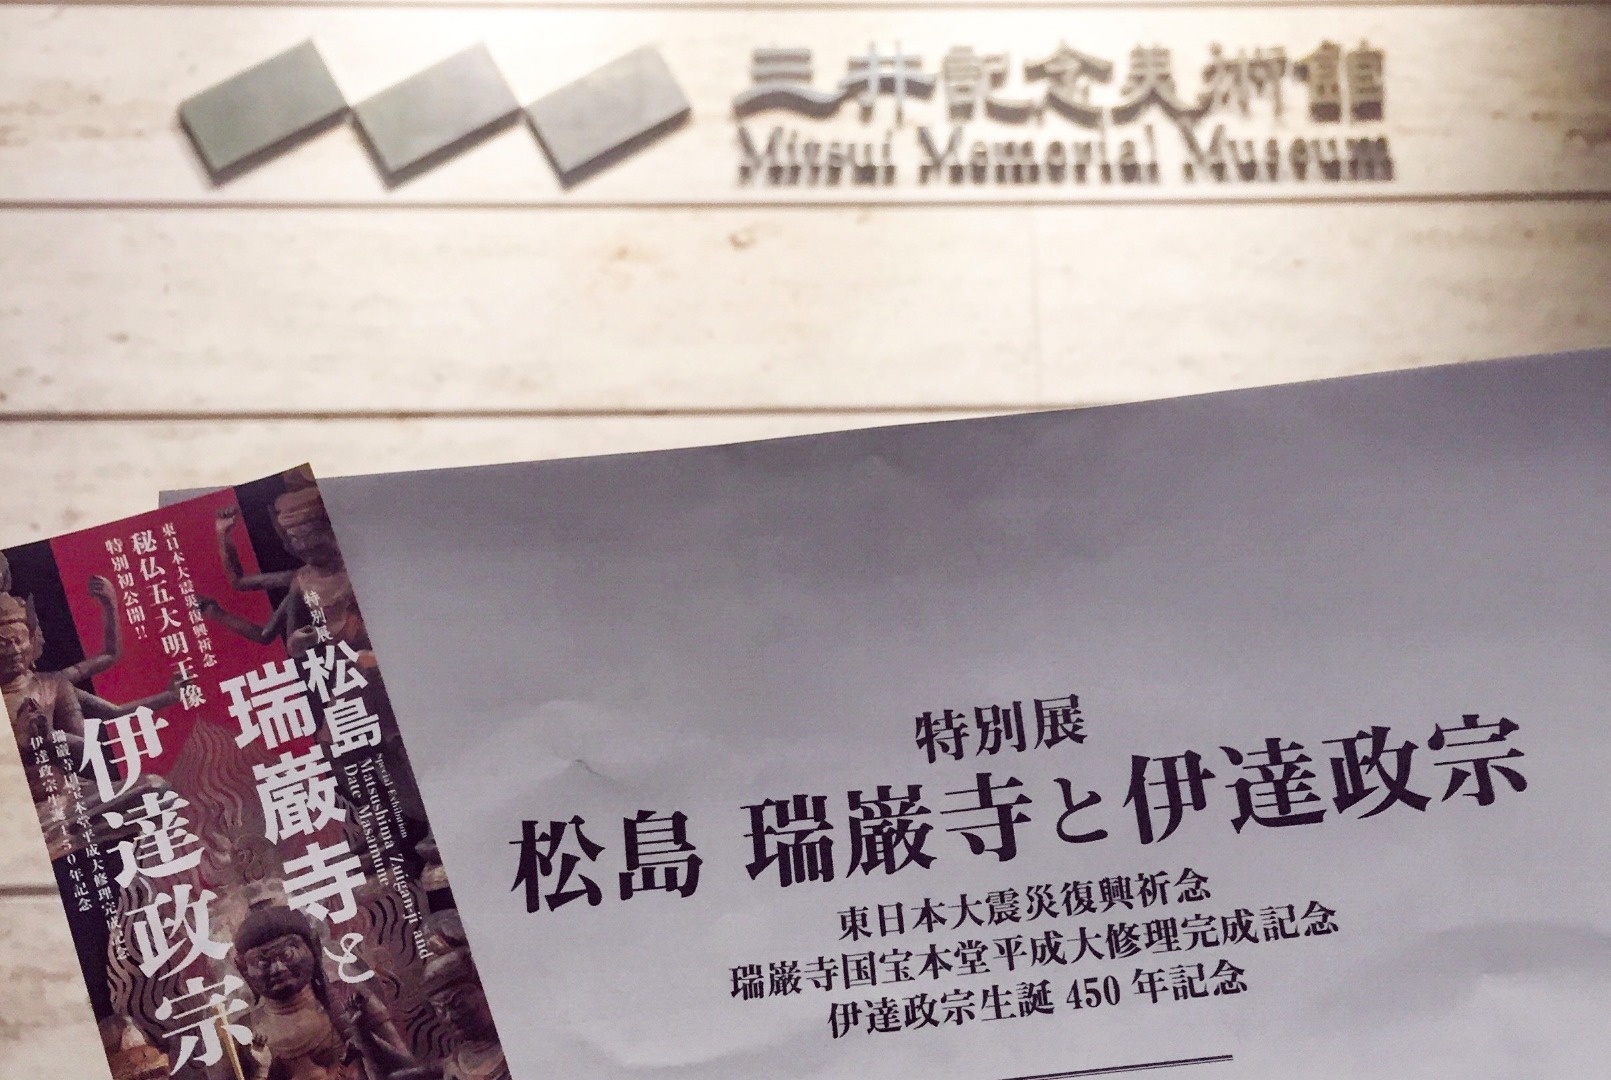 三井記念美術館
Mitsui Memorial Museum
東日本大震災復興祈念
秘仏五大明王像
特別初公開!!
特別展
松島
瑞巌寺と
伊達政宗
Special Exhibition
Matsushima Zuigan-ji and
Date Masamune
瑞巌寺国宝本堂平成大修理完成記念
伊達政宗生誕450年記念
特別展
松島 瑞巌寺と伊達政宗
東日本大震災復興祈念
瑞巌寺国宝本堂平成大修理完成記念
伊達政宗生誕 450 年記念